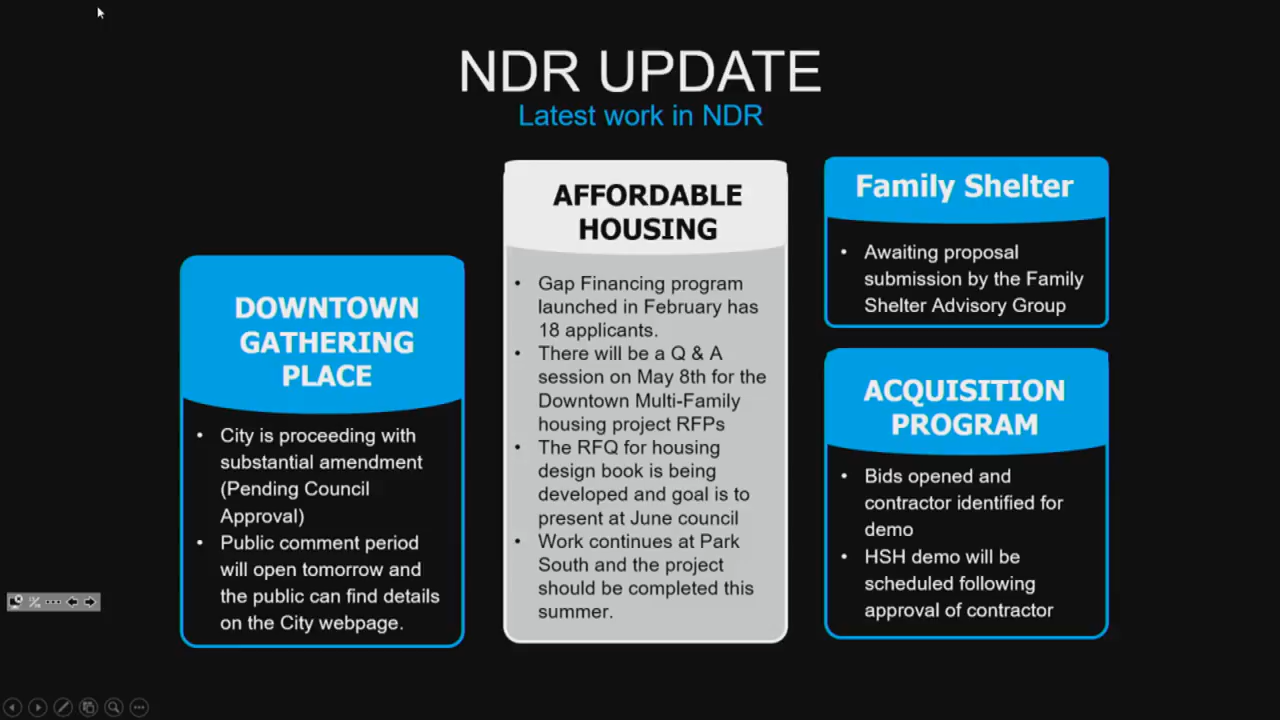 NDR UPDATE
Latest work in NDR
DOWNTOWN
GATHERING
PLACE
• City is proceeding with
substantial amendment
(Pending Council
Approval)
• Public comment period
will open tomorrow and
the public can find details
on the City webpage.
AFFORDABLE
HOUSING
• Gap Financing program
launched in February has
18 applicants.
• There will be a Q & A
session on May 8th for the
Downtown Multi-Family
housing project RFPs
• The RFQ for housing
design book is being
developed and goal is to
present at June council
• Work continues at Park
South and the project
should be completed this
summer.
Family Shelter
• Awaiting proposal
submission by the Family
Shelter Advisory Group
ACQUISITION
PROGRAM
• Bids opened and
contractor identified for
demo
• HSH demo will be
scheduled following
approval of contractor